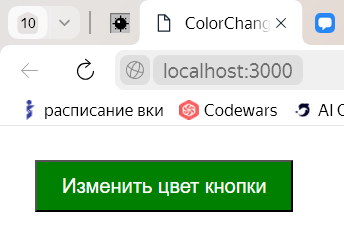 10
ColorChang
localhost:3000
расписание вки
Codewars
AI C
Изменить цвет кнопки